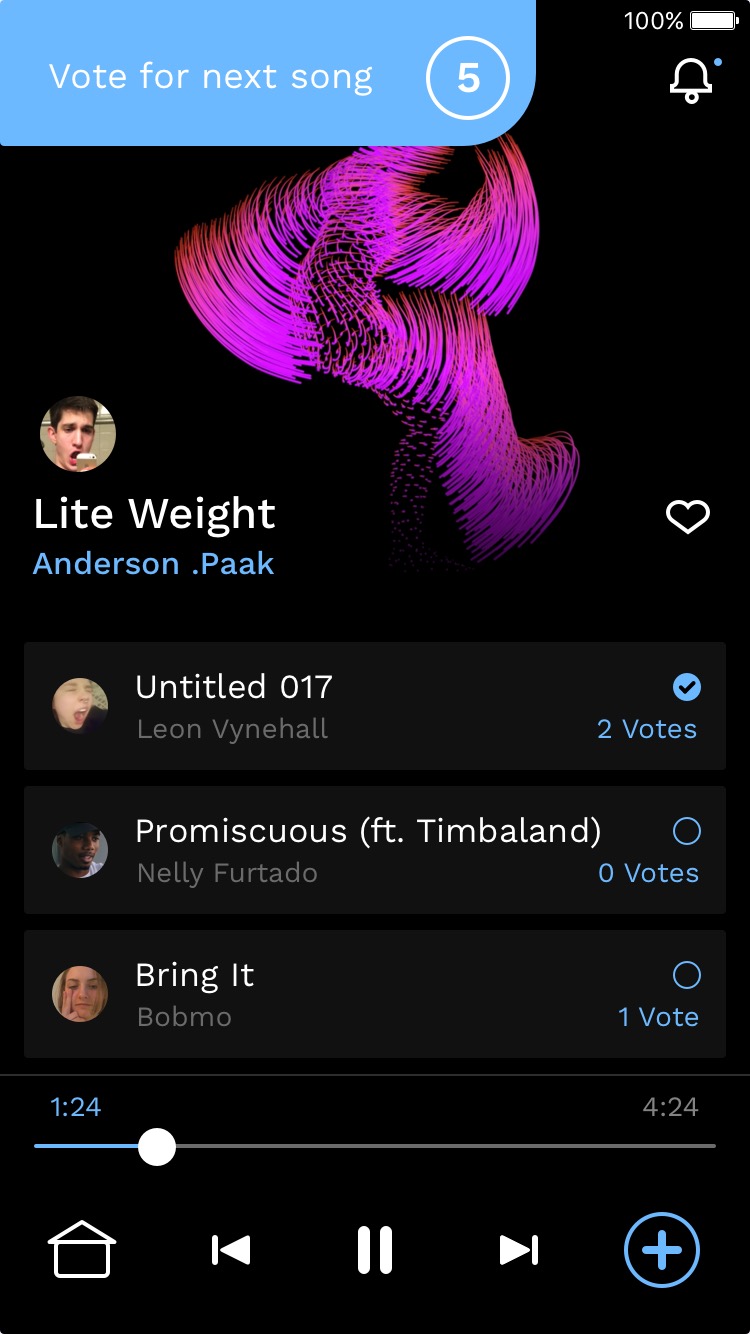 100%
Vote for next song 5
Lite Weight
Anderson .Paak
Untitled 017
Leon Vynehall 2 Votes
Promiscuous (ft. Timbaland)
Nelly Furtado 0 Votes
Bring It
Bobmo 1 Vote
1:24 4:24